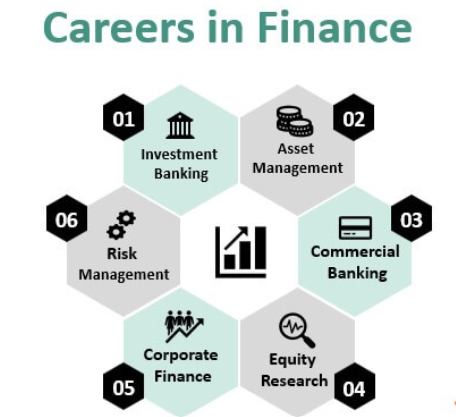 Careers in Finance
01
Investment
Banking
02
Asset
Management
03
Commercial
Banking
04
Equity
Research
05
Corporate
Finance
06
Risk
Management